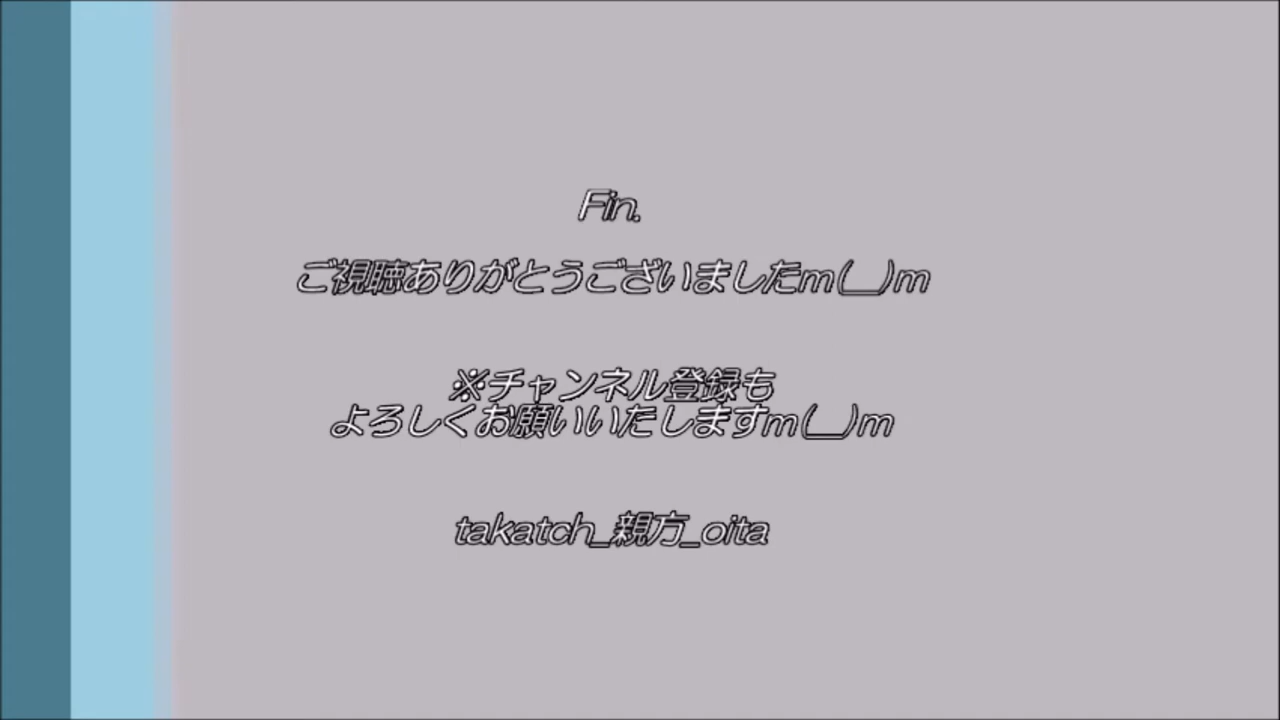 Fin.
ご視聴ありがとうございましたm(__)m
※チャンネル登録も
よろしくお願いいたしますm(__)m
takatch_親方_oita